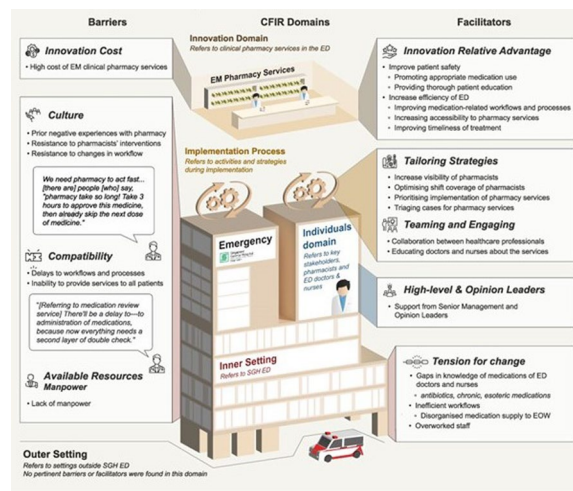 Barriers
CFIR Domains
Facilitators
Innovation Cost
• High cost of EM clinical pharmacy services
Culture
• Prior negative experiences with pharmacy
• Resistance to pharmacists' interventions
• Resistance to changes in workflow
We need pharmacy to act fast...
[there are] people [who] say,
"pharmacy take so long! Take 3
hours to approve this medicine,
then already skip the next dose
of medicine."
Compatibility
• Delays to workflows and processes
• Inability to provide services to all patients
"[Referring to medication review
service] There'll be a delay to—to
administration of medications,
because now everything needs a
second layer of double check."
Available Resources
Manpower
• Lack of manpower
Innovation Domain
Refers to clinical pharmacy services in the ED
EM Pharmacy Services
Implementation Process
Refers to activities and strategies
during implementation
Emergency
Individuals
domain
Refers to key
stakeholders,
pharmacists and
ED doctors &
nurses
Inner Setting
Refers to SGH ED
Innovation Relative Advantage
• Improve patient safety
• Promoting appropriate medication use
• Providing thorough patient education
• Increase efficiency of ED
• Improving medication-related workflows and processes
• Increasing accessibility to pharmacy services
• Improving timeliness of treatment
Tailoring Strategies
• Increase visibility of pharmacists
• Optimising shift coverage of pharmacists
• Prioritising implementation of pharmacy services
• Triaging cases for pharmacy services
Teaming and Engaging
• Collaboration between healthcare professionals
• Educating doctors and nurses about the services
High-level & Opinion Leaders
• Support from Senior Management and
Opinion Leaders
Tension for change
• Gaps in knowledge of medications of ED
doctors and nurses
• antibiotics, chronic, esoteric medications
• Inefficient workflows
• Disorganised medication supply to EOW
• Overworked staff
Outer Setting
Refers to settings outside SGH ED
No pertinent barriers or facilitators were found in this domain